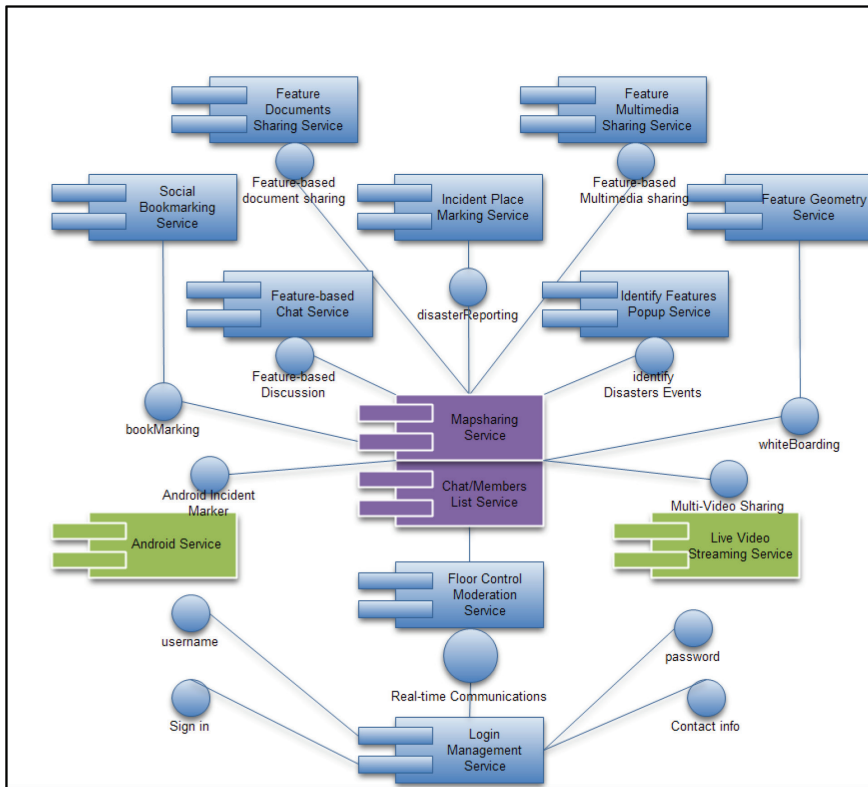 Feature
Documents
Sharing Service
Feature
Multimedia
Sharing Service
Feature-based
document sharing
Feature-based
Multimedia sharing
Social
Bookmarking
Service
Incident Place
Marking Service
Feature Geometry
Service
Feature-based
Chat Service
disasterReporting
Identify Features
Popup Service
Feature-based
Discussion
identify
Disasters Events
bookMarking
Mapsharing
Service
whiteBoarding
Android Incident
Marker
Chat/Members
List Service
Multi-Video Sharing
Android Service
Live Video
Streaming Service
Floor Control
Moderation
Service
username
password
Real-time Communications
Sign in
Contact info
Login
Management
Service